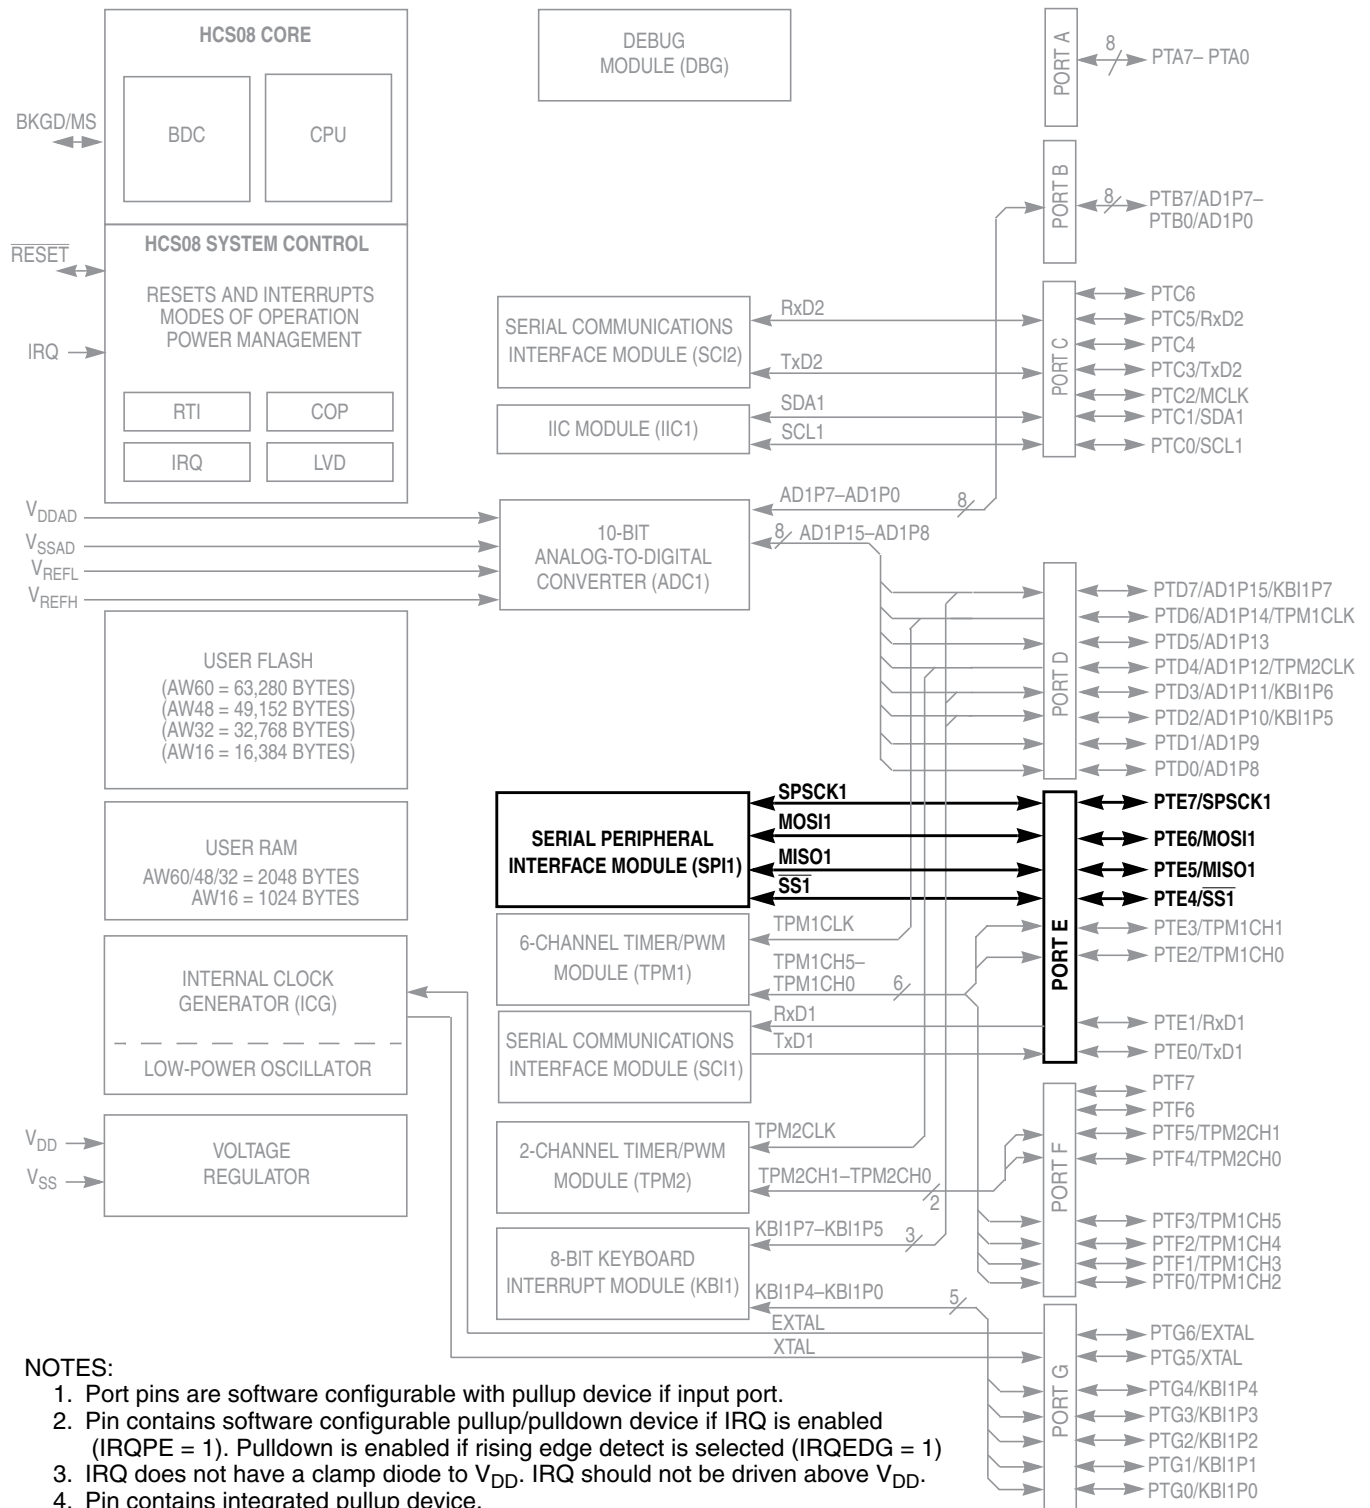 HCS08 CORE
BDC
CPU
BKGD/MS
HCS08 SYSTEM CONTROL
RESET
RESETS AND INTERRUPTS
MODES OF OPERATION
POWER MANAGEMENT
IRQ
RTI
COP
IRQ
LVD
VDDAD
VSSAD
VREFL
VREFH
USER FLASH
(AW60 = 63,280 BYTES)
(AW48 = 49,152 BYTES)
(AW32 = 32,768 BYTES)
(AW16 = 16,384 BYTES)
USER RAM
AW60/48/32 = 2048 BYTES
AW16 = 1024 BYTES
INTERNAL CLOCK
GENERATOR (ICG)
LOW-POWER OSCILLATOR
VDD
VSS
VOLTAGE
REGULATOR
DEBUG
MODULE (DBG)
SERIAL COMMUNICATIONS
INTERFACE MODULE (SCI2)
RxD2
TxD2
IIC MODULE (IIC1)
SDA1
SCL1
10-BIT
ANALOG-TO-DIGITAL
CONVERTER (ADC1)
AD1P7–AD1P0
8
8
AD1P15–AD1P8
SERIAL PERIPHERAL
INTERFACE MODULE (SPI1)
SPSCK1
MOSI1
MISO1
SS1
6-CHANNEL TIMER/PWM
MODULE (TPM1)
TPM1CLK
TPM1CH5–
TPM1CH0
6
SERIAL COMMUNICATIONS
INTERFACE MODULE (SCI1)
RxD1
TxD1
2-CHANNEL TIMER/PWM
MODULE (TPM2)
TPM2CLK
TPM2CH1–TPM2CH0
2
8-BIT KEYBOARD
INTERRUPT MODULE (KBI1)
KBI1P7–KBI1P5
3
KBI1P4–KBI1P0
5
EXTAL
XTAL
PORT A
8
PTA7– PTA0
PORT B
8
PTB7/AD1P7–
PTB0/AD1P0
PORT C
PTC6
PTC5/RxD2
PTC4
PTC3/TxD2
PTC2/MCLK
PTC1/SDA1
PTC0/SCL1
PORT D
PTD7/AD1P15/KBI1P7
PTD6/AD1P14/TPM1CLK
PTD5/AD1P13
PTD4/AD1P12/TPM2CLK
PTD3/AD1P11/KBI1P6
PTD2/AD1P10/KBI1P5
PTD1/AD1P9
PTD0/AD1P8
PORT E
PTE7/SPSCK1
PTE6/MOSI1
PTE5/MISO1
PTE4/SS1
PTE3/TPM1CH1
PTE2/TPM1CH0
PTE1/RxD1
PTE0/TxD1
PORT F
PTF7
PTF6
PTF5/TPM2CH1
PTF4/TPM2CH0
PTF3/TPM1CH5
PTF2/TPM1CH4
PTF1/TPM1CH3
PTF0/TPM1CH2
PORT G
PTG6/EXTAL
PTG5/XTAL
PTG4/KBI1P4
PTG3/KBI1P3
PTG2/KBI1P2
PTG1/KBI1P1
PTG0/KBI1P0
NOTES:
1. Port pins are software configurable with pullup device if input port.
2. Pin contains software configurable pullup/pulldown device if IRQ is enabled
(IRQPE = 1). Pulldown is enabled if rising edge detect is selected (IRQEDG = 1)
3. IRQ does not have a clamp diode to VDD. IRQ should not be driven above VDD.
4. Pin contains integrated pullup device.